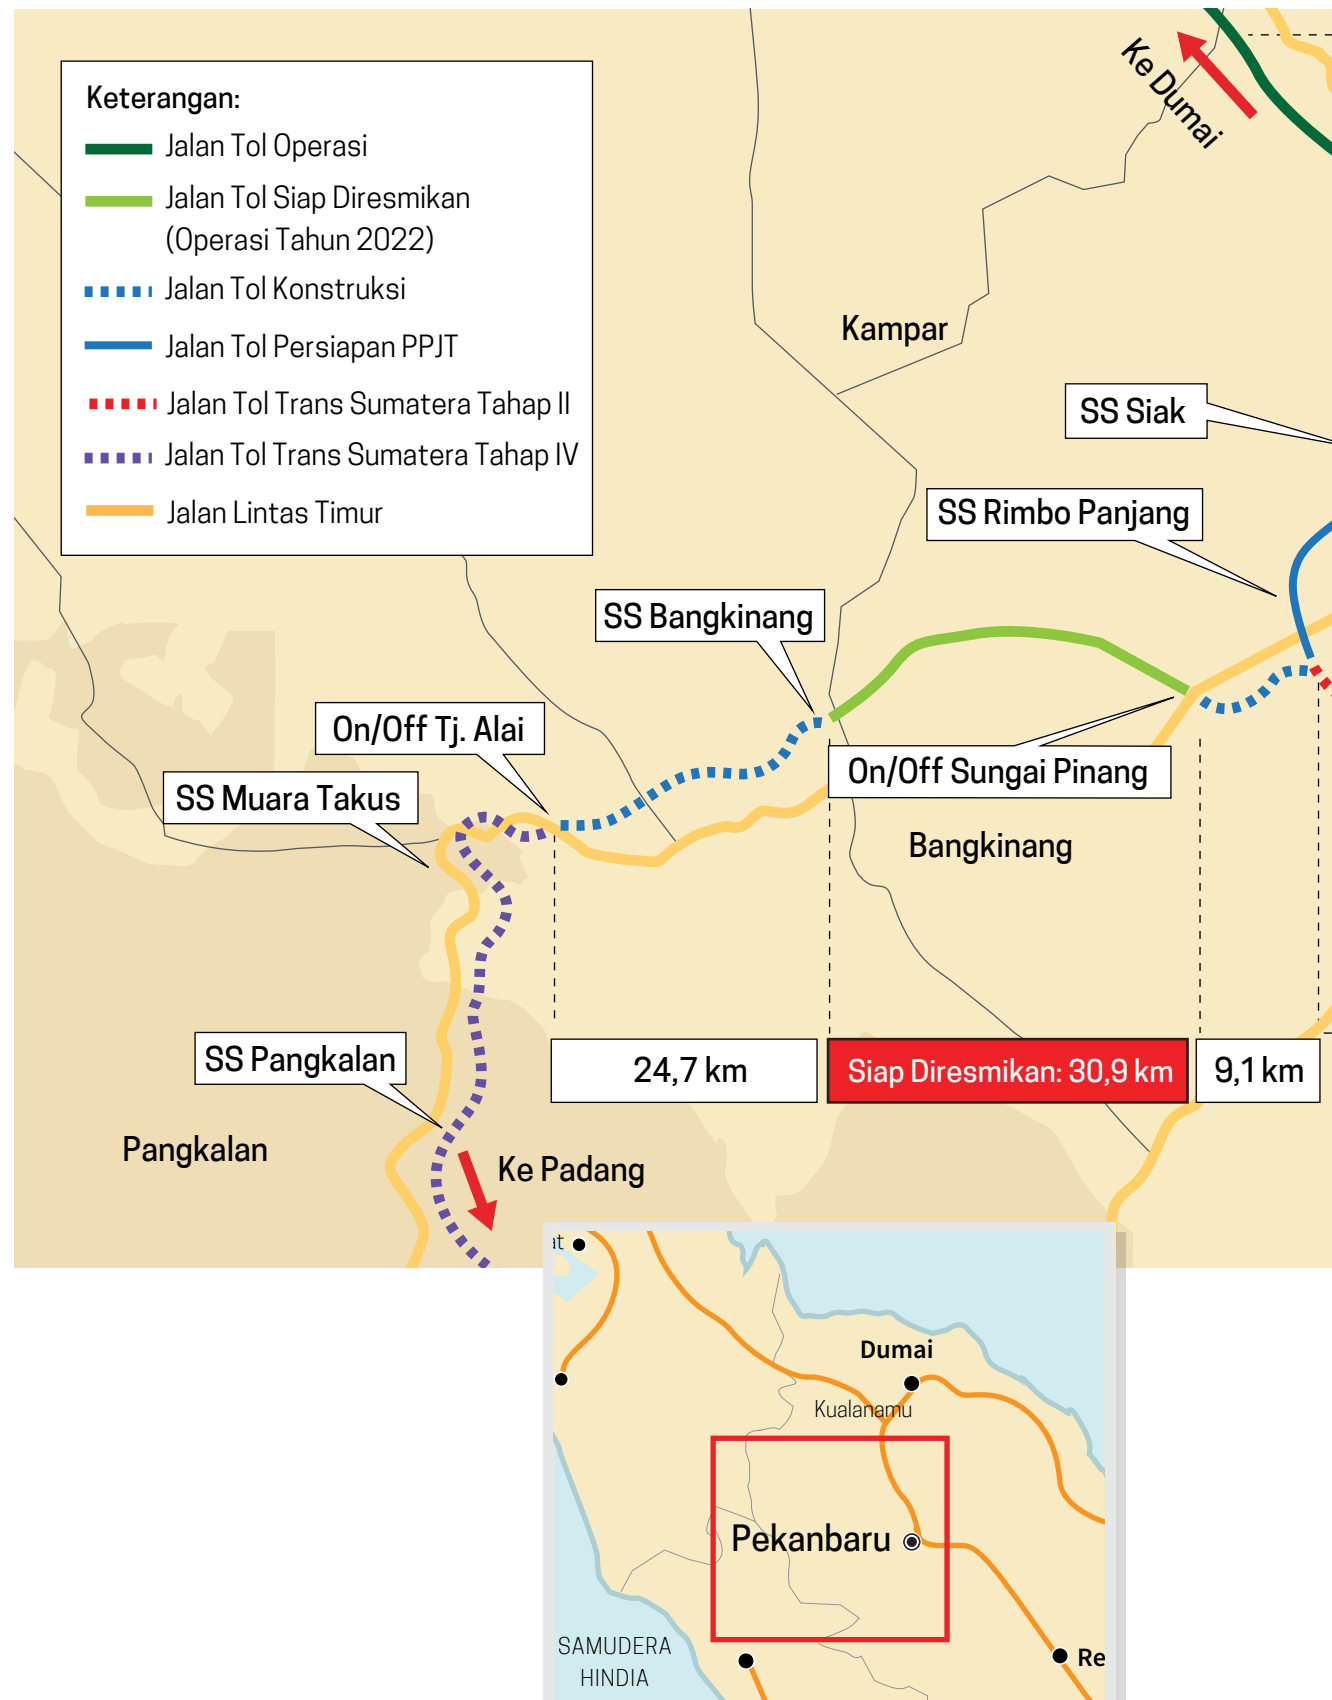 Keterangan:
Jalan Tol Operasi
Jalan Tol Siap Diresmikan
(Operasi Tahun 2022)
Jalan Tol Konstruksi
Jalan Tol Persiapan PPJT
Jalan Tol Trans Sumatera Tahap II
Jalan Tol Trans Sumatera Tahap IV
Jalan Lintas Timur
Ke Dumai
Kampar
SS Siak
SS Rimbo Panjang
SS Bangkinang
On/Off Tj. Alai
On/Off Sungai Pinang
SS Muara Takus
Bangkinang
SS Pangkalan
24,7 km
Siap Diresmikan: 30,9 km
9,1 km
Pangkalan
Ke Padang
at
Dumai
Kualanamu
Pekanbaru
SAMUDERA
HINDIA
Re